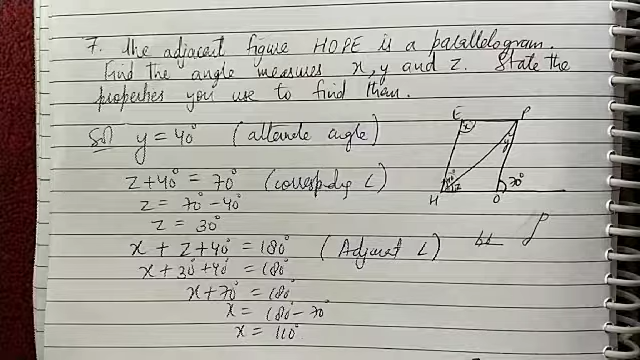 7. The adjacent figure HOPE is a parallelogram.
Find the angle measures x, y and z. State the
properties you use to find tham.
Sol y = 40° (alternate angle)
z + 40° = 70° (correspondig ∠)
z = 70° - 40°
z = 30°
x + z + 40° = 180° (Adjacent ∠)
x + 30° + 40° = 180°
x + 70° = 180°
x = 180° - 70°
x = 110°
E P
x
y
40°
z 70°
H O